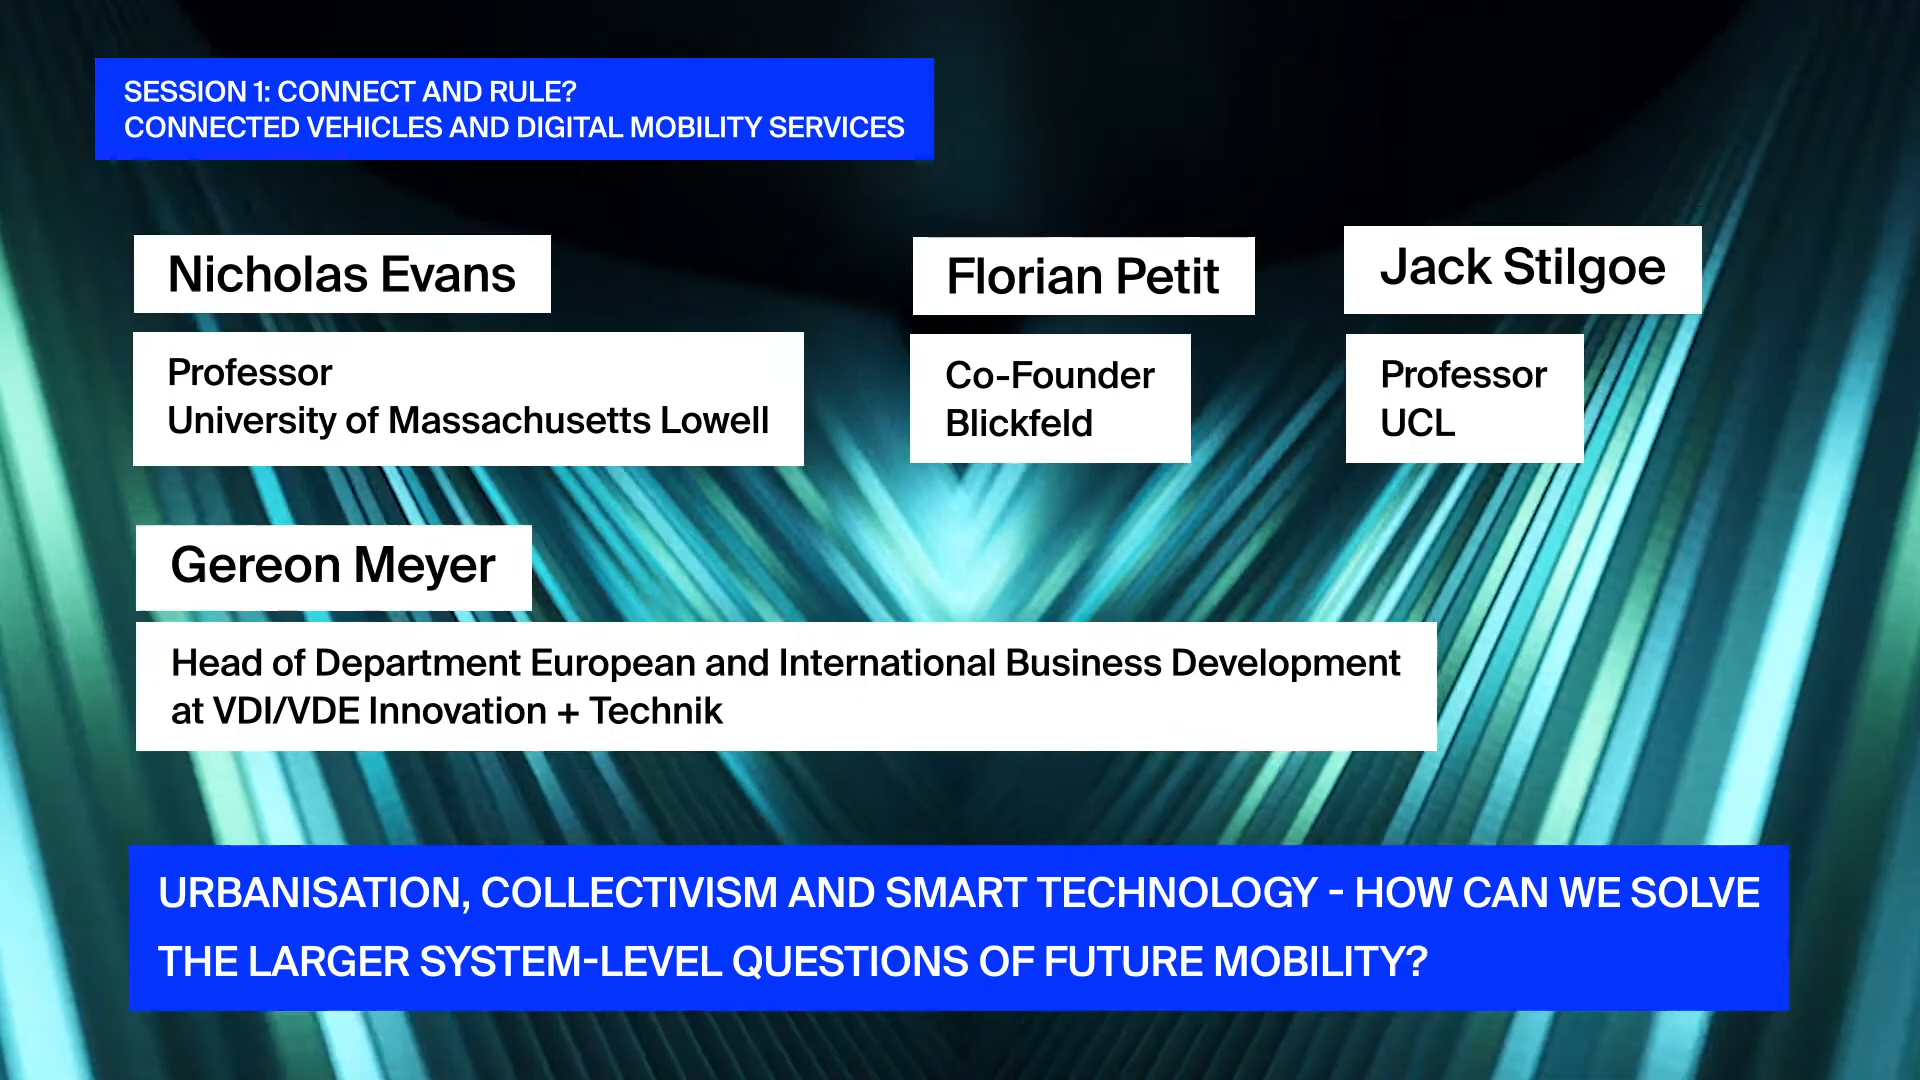 SESSION 1: CONNECT AND RULE?
CONNECTED VEHICLES AND DIGITAL MOBILITY SERVICES
Nicholas Evans
Professor
University of Massachusetts Lowell
Florian Petit
Co-Founder
Blickfeld
Jack Stilgoe
Professor
UCL
Gereon Meyer
Head of Department European and International Business Development
at VDI/VDE Innovation + Technik
URBANISATION, COLLECTIVISM AND SMART TECHNOLOGY - HOW CAN WE SOLVE
THE LARGER SYSTEM-LEVEL QUESTIONS OF FUTURE MOBILITY?